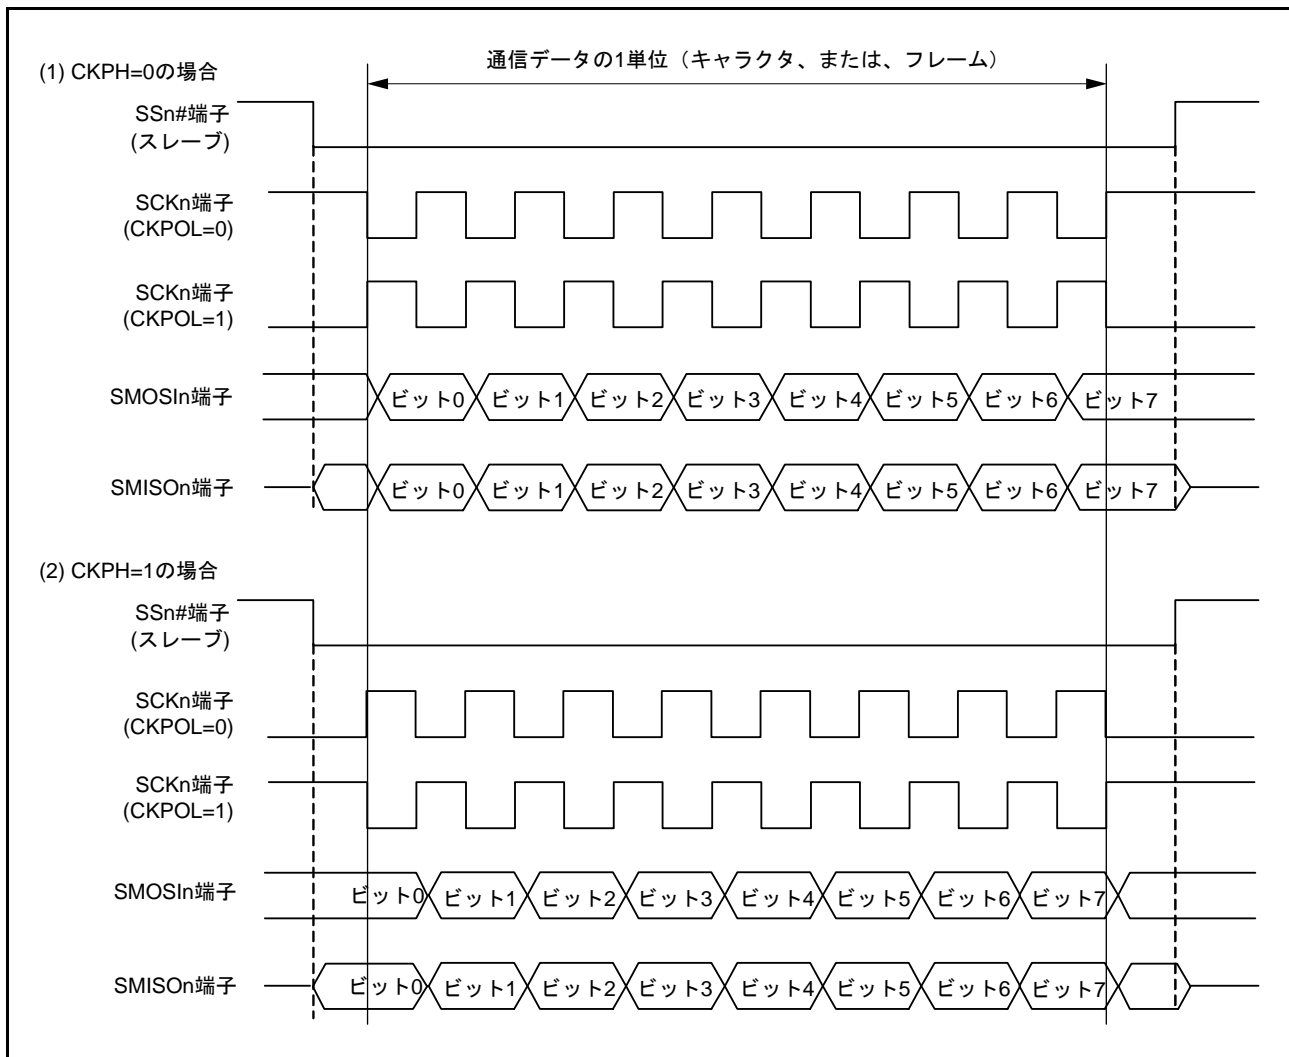 通信データの1単位（キャラクタ、または、フレーム）
(1) CKPH=0の場合
SSn#端子
(スレーブ)
SCKn端子
(CKPOL=0)
SCKn端子
(CKPOL=1)
SMOSIn端子
ビット0 ビット1 ビット2 ビット3 ビット4 ビット5 ビット6 ビット7
SMISOn端子
ビット0 ビット1 ビット2 ビット3 ビット4 ビット5 ビット6 ビット7
(2) CKPH=1の場合
SSn#端子
(スレーブ)
SCKn端子
(CKPOL=0)
SCKn端子
(CKPOL=1)
SMOSIn端子
ビット0 ビット1 ビット2 ビット3 ビット4 ビット5 ビット6 ビット7
SMISOn端子
ビット0 ビット1 ビット2 ビット3 ビット4 ビット5 ビット6 ビット7